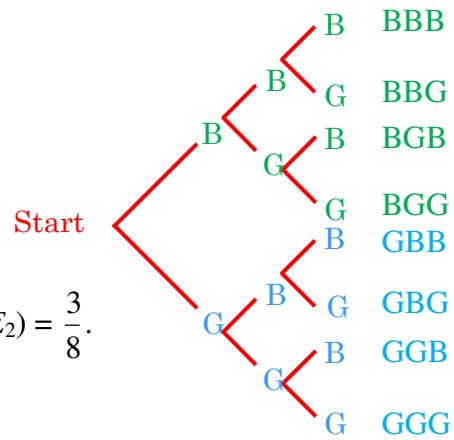 B BBB
B
G BBG
B
B BGB
G
G BGG
Start
B GBB
B
G GBG
G
E₂) = 3/8.
B GGB
G
G GGG